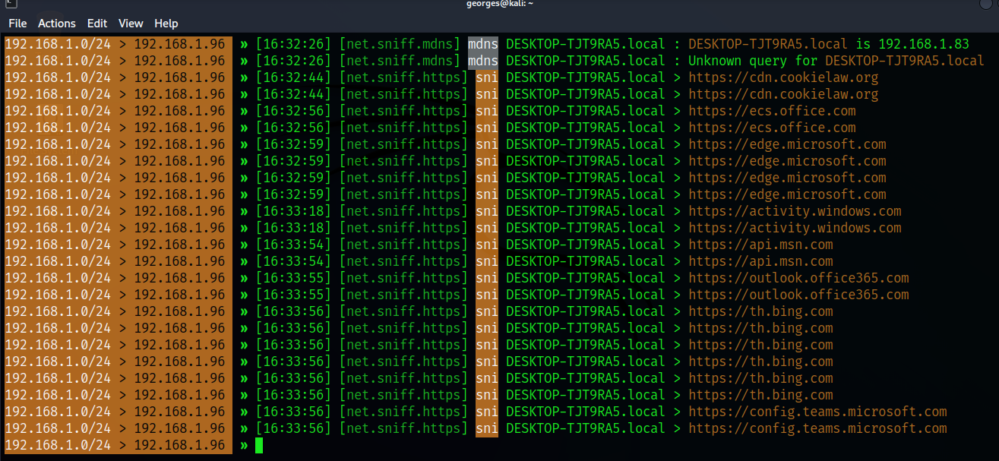 georges@kali: ~
File Actions Edit View Help
192.168.1.0/24 > 192.168.1.96 » [16:32:26] [net.sniff.mdns] mdns DESKTOP-TJT9RA5.local : DESKTOP-TJT9RA5.local is 192.168.1.83
192.168.1.0/24 > 192.168.1.96 » [16:32:26] [net.sniff.mdns] mdns DESKTOP-TJT9RA5.local : Unknown query for DESKTOP-TJT9RA5.local
192.168.1.0/24 > 192.168.1.96 » [16:32:44] [net.sniff.https] sni DESKTOP-TJT9RA5.local > https://cdn.cookielaw.org
192.168.1.0/24 > 192.168.1.96 » [16:32:44] [net.sniff.https] sni DESKTOP-TJT9RA5.local > https://cdn.cookielaw.org
192.168.1.0/24 > 192.168.1.96 » [16:32:56] [net.sniff.https] sni DESKTOP-TJT9RA5.local > https://ecs.office.com
192.168.1.0/24 > 192.168.1.96 » [16:32:56] [net.sniff.https] sni DESKTOP-TJT9RA5.local > https://ecs.office.com
192.168.1.0/24 > 192.168.1.96 » [16:32:59] [net.sniff.https] sni DESKTOP-TJT9RA5.local > https://edge.microsoft.com
192.168.1.0/24 > 192.168.1.96 » [16:32:59] [net.sniff.https] sni DESKTOP-TJT9RA5.local > https://edge.microsoft.com
192.168.1.0/24 > 192.168.1.96 » [16:32:59] [net.sniff.https] sni DESKTOP-TJT9RA5.local > https://edge.microsoft.com
192.168.1.0/24 > 192.168.1.96 » [16:32:59] [net.sniff.https] sni DESKTOP-TJT9RA5.local > https://edge.microsoft.com
192.168.1.0/24 > 192.168.1.96 » [16:33:18] [net.sniff.https] sni DESKTOP-TJT9RA5.local > https://activity.windows.com
192.168.1.0/24 > 192.168.1.96 » [16:33:18] [net.sniff.https] sni DESKTOP-TJT9RA5.local > https://activity.windows.com
192.168.1.0/24 > 192.168.1.96 » [16:33:54] [net.sniff.https] sni DESKTOP-TJT9RA5.local > https://api.msn.com
192.168.1.0/24 > 192.168.1.96 » [16:33:54] [net.sniff.https] sni DESKTOP-TJT9RA5.local > https://api.msn.com
192.168.1.0/24 > 192.168.1.96 » [16:33:55] [net.sniff.https] sni DESKTOP-TJT9RA5.local > https://outlook.office365.com
192.168.1.0/24 > 192.168.1.96 » [16:33:55] [net.sniff.https] sni DESKTOP-TJT9RA5.local > https://outlook.office365.com
192.168.1.0/24 > 192.168.1.96 » [16:33:56] [net.sniff.https] sni DESKTOP-TJT9RA5.local > https://th.bing.com
192.168.1.0/24 > 192.168.1.96 » [16:33:56] [net.sniff.https] sni DESKTOP-TJT9RA5.local > https://th.bing.com
192.168.1.0/24 > 192.168.1.96 » [16:33:56] [net.sniff.https] sni DESKTOP-TJT9RA5.local > https://th.bing.com
192.168.1.0/24 > 192.168.1.96 » [16:33:56] [net.sniff.https] sni DESKTOP-TJT9RA5.local > https://th.bing.com
192.168.1.0/24 > 192.168.1.96 » [16:33:56] [net.sniff.https] sni DESKTOP-TJT9RA5.local > https://th.bing.com
192.168.1.0/24 > 192.168.1.96 » [16:33:56] [net.sniff.https] sni DESKTOP-TJT9RA5.local > https://th.bing.com
192.168.1.0/24 > 192.168.1.96 » [16:33:56] [net.sniff.https] sni DESKTOP-TJT9RA5.local > https://config.teams.microsoft.com
192.168.1.0/24 > 192.168.1.96 » [16:33:56] [net.sniff.https] sni DESKTOP-TJT9RA5.local > https://config.teams.microsoft.com
192.168.1.0/24 > 192.168.1.96 »